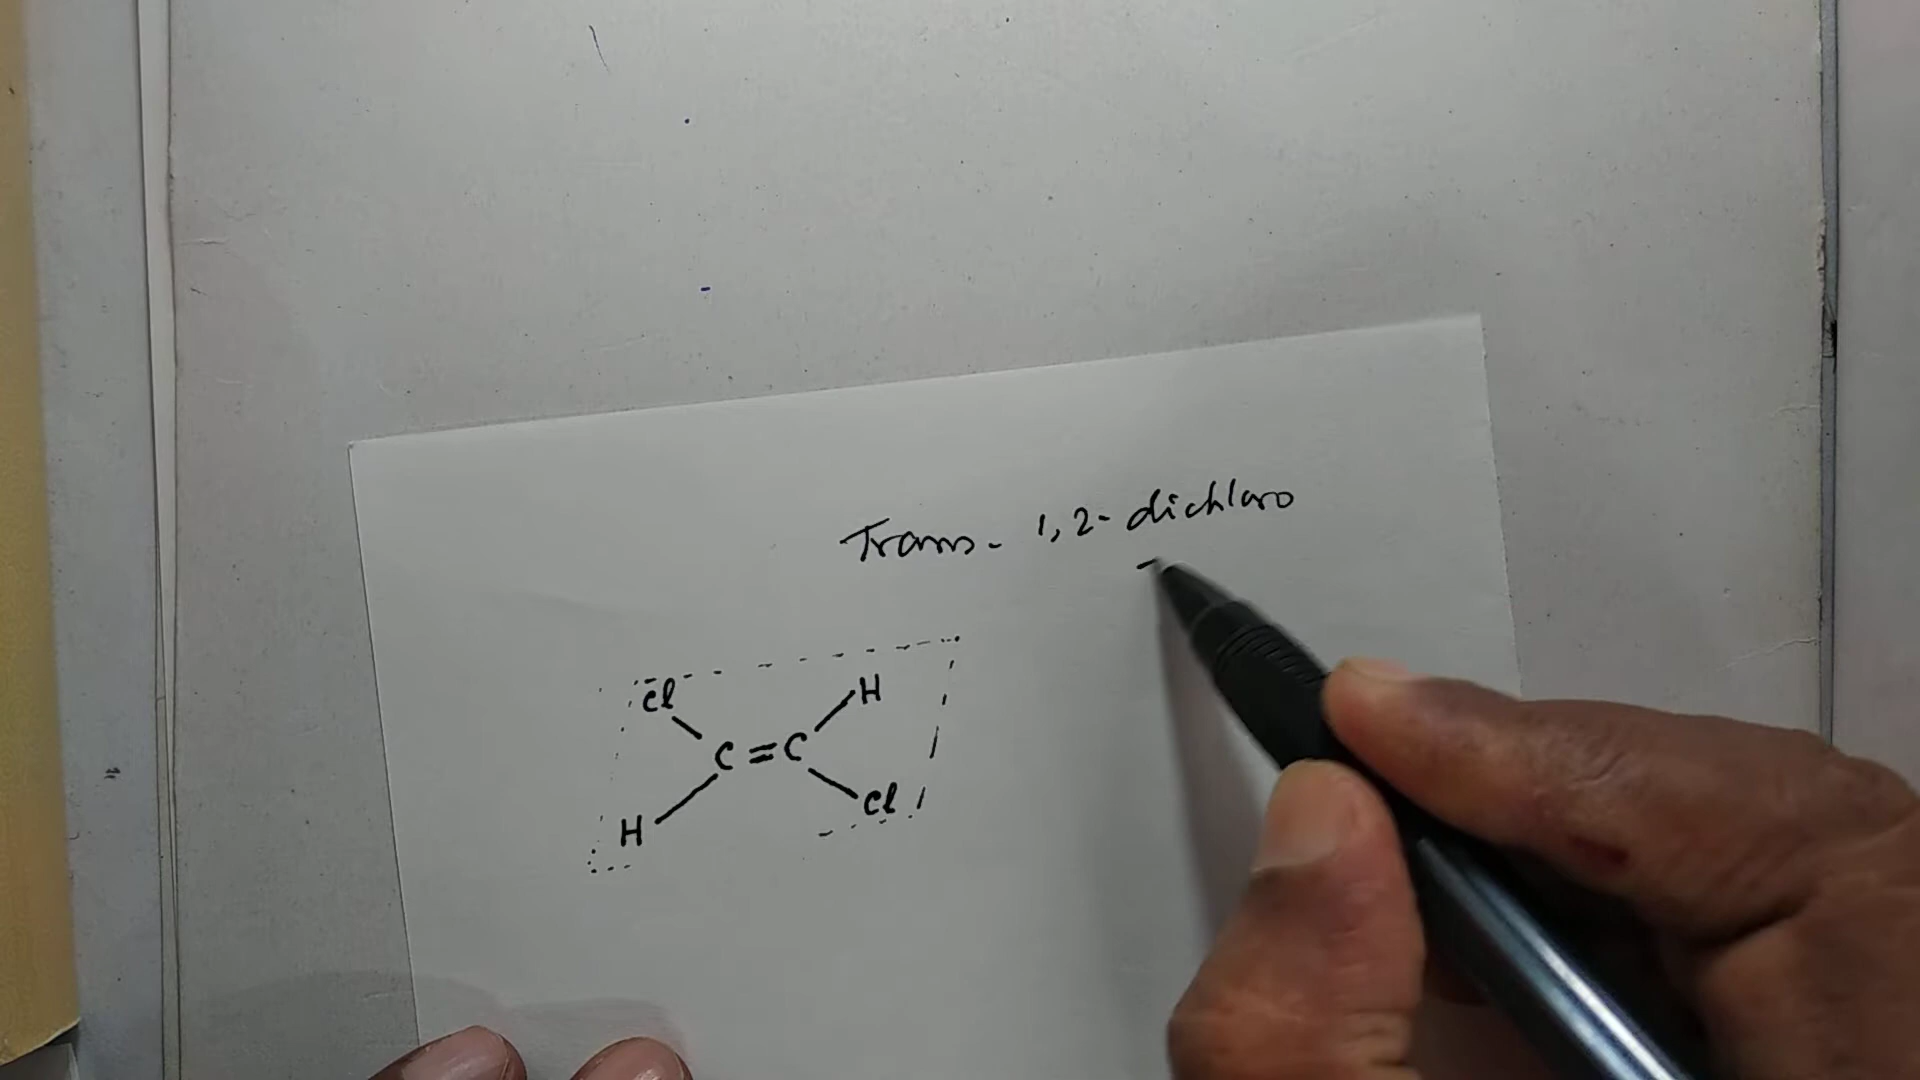 Trans - 1,2- dichloro
Cl H
C = C
H Cl